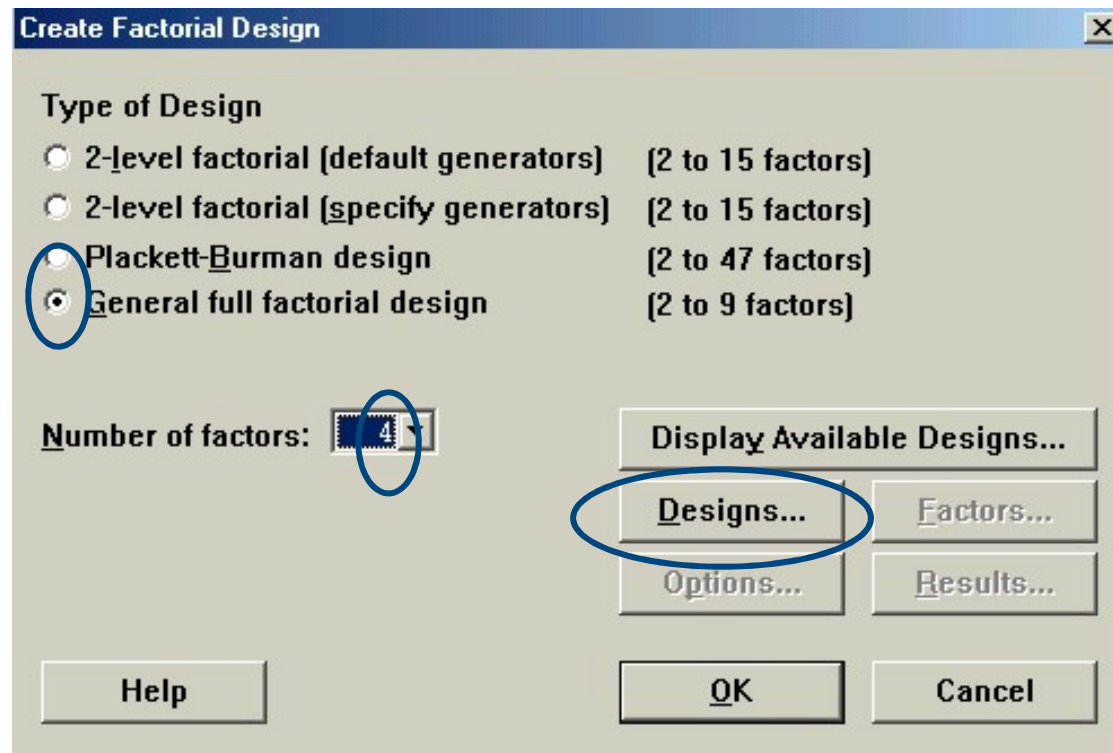 Create Factorial Design
Type of Design
2-level factorial (default generators) (2 to 15 factors)
2-level factorial (specify generators) (2 to 15 factors)
Plackett-Burman design (2 to 47 factors)
General full factorial design (2 to 9 factors)
Number of factors: 4
Display Available Designs...
Designs... Factors...
Options... Results...
Help OK Cancel